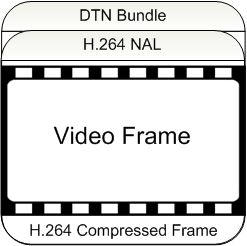 DTN Bundle
H.264 NAL
Video Frame
H.264 Compressed Frame